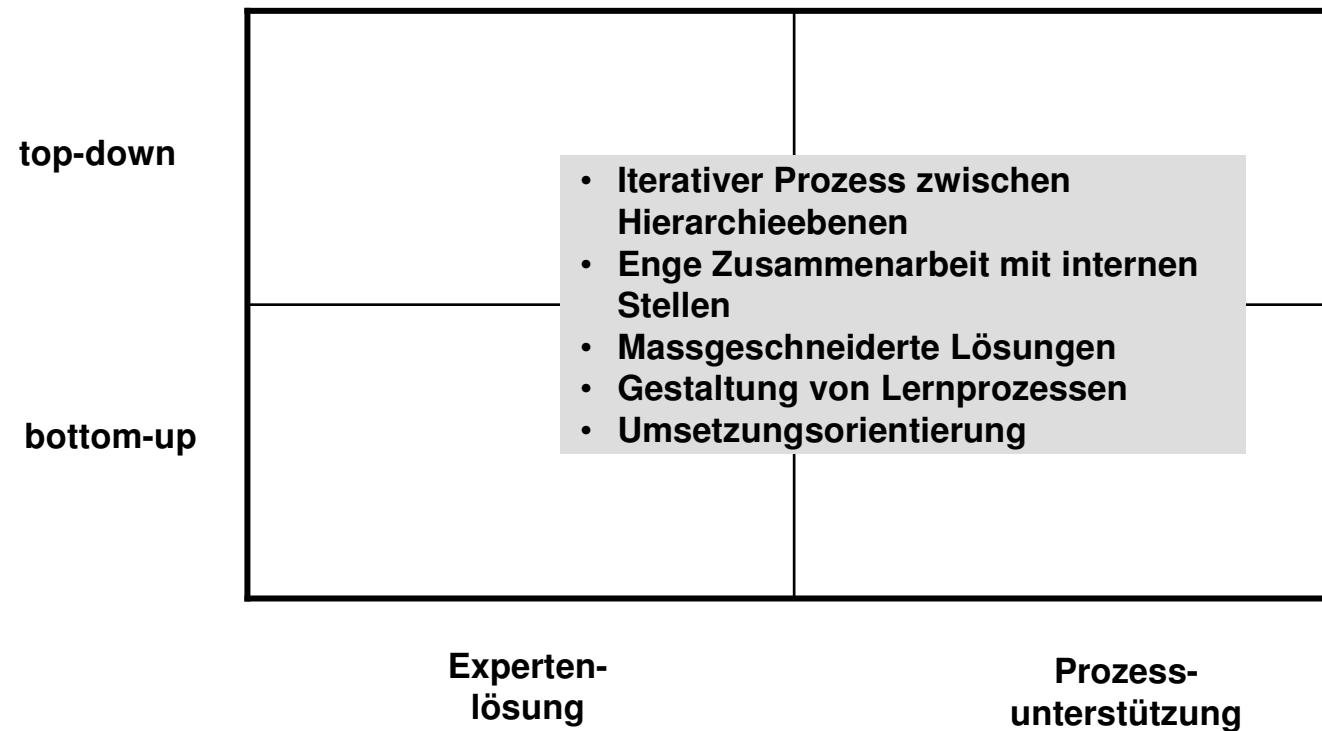 top-down
• Iterativer Prozess zwischen
Hierarchieebenen
• Enge Zusammenarbeit mit internen
Stellen
• Massgeschneiderte Lösungen
• Gestaltung von Lernprozessen
• Umsetzungsorientierung
bottom-up
Experten-
lösung
Prozess-
unterstützung